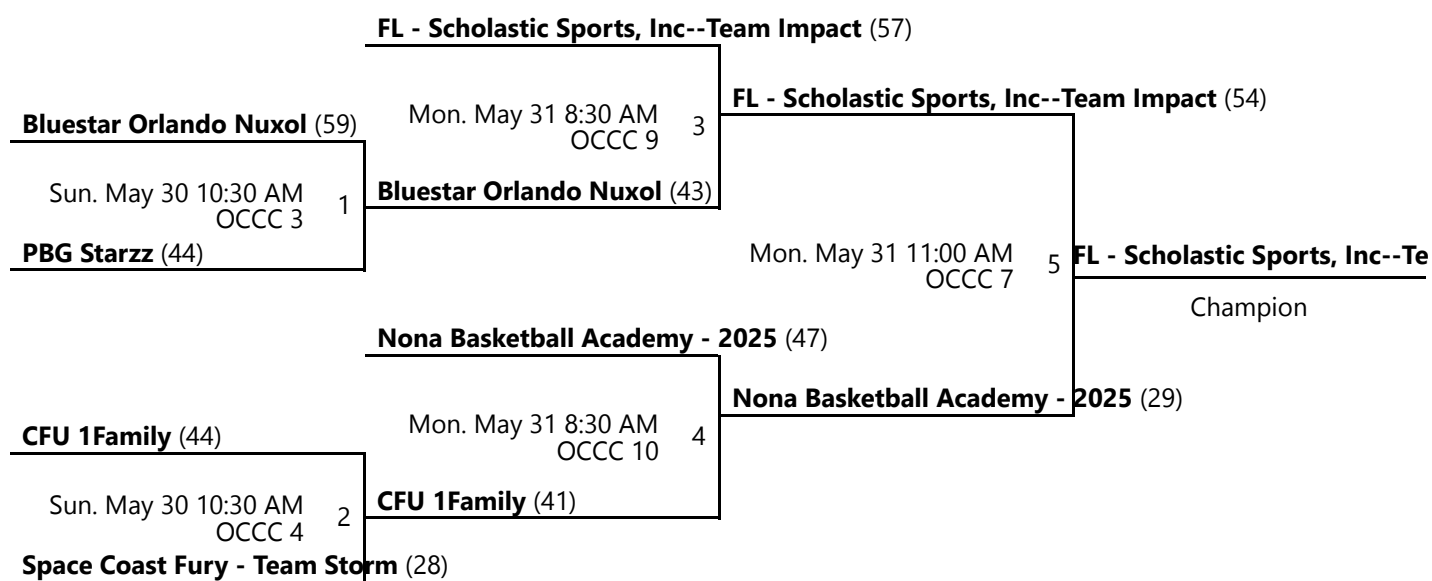 FL - Scholastic Sports, Inc--Team Impact (57)
Mon. May 31 8:30 AM
OCCC 9
3
FL - Scholastic Sports, Inc--Team Impact (54)
Bluestar Orlando Nuxol (59)
Sun. May 30 10:30 AM
OCCC 3
1
Bluestar Orlando Nuxol (43)
PBG Starzz (44)
Mon. May 31 11:00 AM
OCCC 7
5
FL - Scholastic Sports, Inc--Te
Champion
Nona Basketball Academy - 2025 (47)
Mon. May 31 8:30 AM
OCCC 10
4
Nona Basketball Academy - 2025 (29)
CFU 1Family (44)
Sun. May 30 10:30 AM
OCCC 4
2
CFU 1Family (41)
Space Coast Fury - Team Storm (28)